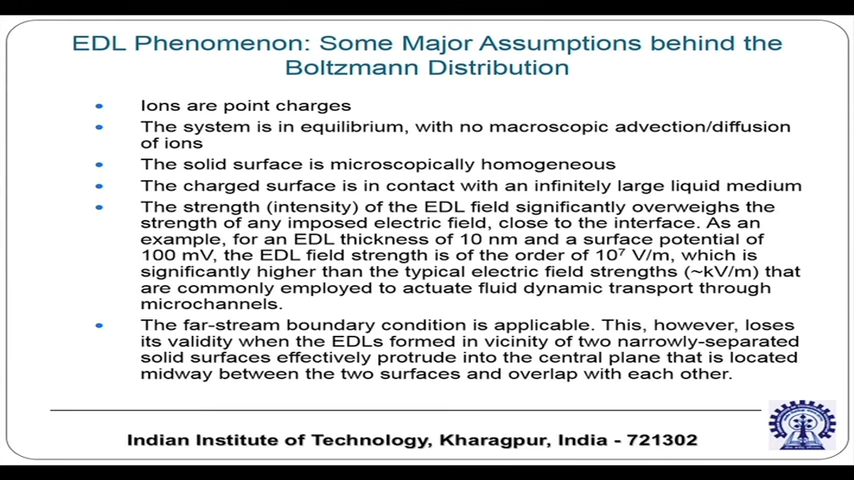 EDL Phenomenon: Some Major Assumptions behind the
Boltzmann Distribution
• Ions are point charges
• The system is in equilibrium, with no macroscopic advection/diffusion
of ions
• The solid surface is microscopically homogeneous
• The charged surface is in contact with an infinitely large liquid medium
• The strength (intensity) of the EDL field significantly overweighs the
strength of any imposed electric field, close to the interface. As an
example, for an EDL thickness of 10 nm and a surface potential of
100 mV, the EDL field strength is of the order of 10⁷ V/m, which is
significantly higher than the typical electric field strengths (~kV/m) that
are commonly employed to actuate fluid dynamic transport through
microchannels.
• The far-stream boundary condition is applicable. This, however, loses
its validity when the EDLs formed in vicinity of two narrowly-separated
solid surfaces effectively protrude into the central plane that is located
midway between the two surfaces and overlap with each other.
Indian Institute of Technology, Kharagpur, India - 721302